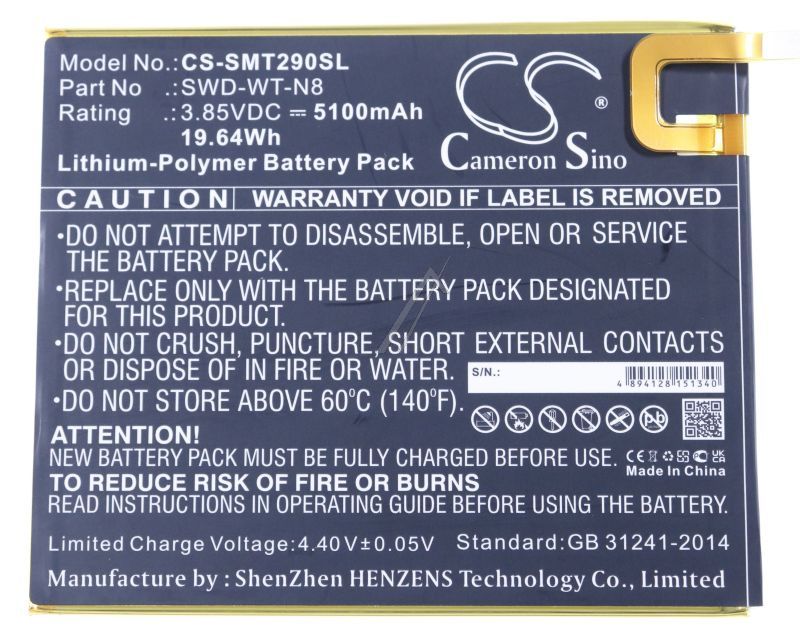 Model No.: CS-SMT290SL
Part No .: SWD-WT-N8
Rating .: 3.85VDC ⎓ 5100mAh
19.64Wh
Lithium-Polymer Battery Pack
CS ®
Cameron Sino
CAUTION WARRANTY VOID IF LABEL IS REMOVED
•DO NOT ATTEMPT TO DISASSEMBLE, OPEN OR SERVICE
THE BATTERY PACK.
•REPLACE ONLY WITH THE BATTERY PACK DESIGNATED
FOR THIS PRODUCT.
•DO NOT CRUSH, PUNCTURE, SHORT EXTERNAL CONTACTS
OR DISPOSE OF IN FIRE OR WATER.
•DO NOT STORE ABOVE 60°C (140°F).
S/N.:
4 894128 151340
Pb
ATTENTION!
NEW BATTERY PACK MUST BE FULLY CHARGED BEFORE USE.
TO REDUCE RISK OF FIRE OR BURNS
READ INSTRUCTIONS IN OPERATING GUIDE BEFORE USING THE BATTERY.
CE EAC UKCA
Made In China
Limited Charge Voltage:4.40V±0.05V Standard:GB 31241-2014
Manufacture by : ShenZhen HENZENS Technology Co., Limited.